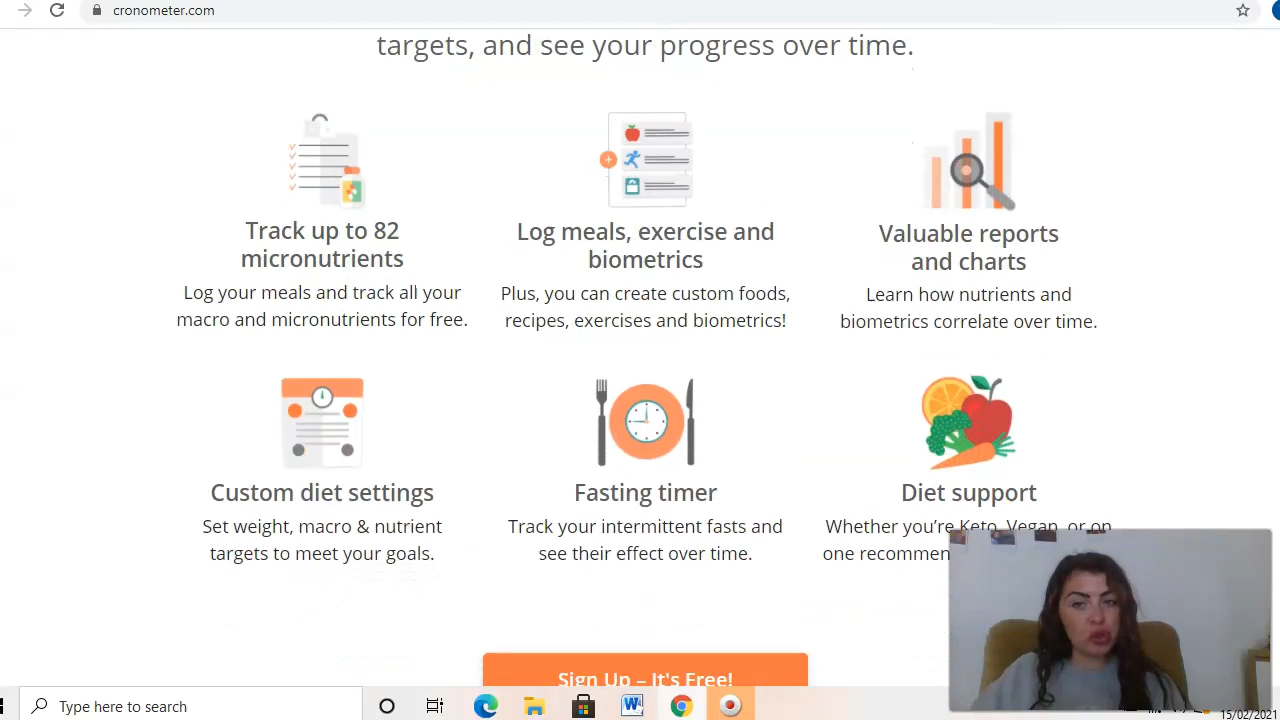 cronometer.com
targets, and see your progress over time.
Track up to 82
micronutrients
Log your meals and track all your
macro and micronutrients for free.
Log meals, exercise and
biometrics
Plus, you can create custom foods,
recipes, exercises and biometrics!
Valuable reports
and charts
Learn how nutrients and
biometrics correlate over time.
Custom diet settings
Set weight, macro & nutrient
targets to meet your goals.
Fasting timer
Track your intermittent fasts and
see their effect over time.
Diet support
Whether you're Keto, Vegan, or on
one recommen
Sign Up – It's Free!
Type here to search
15/02/2021